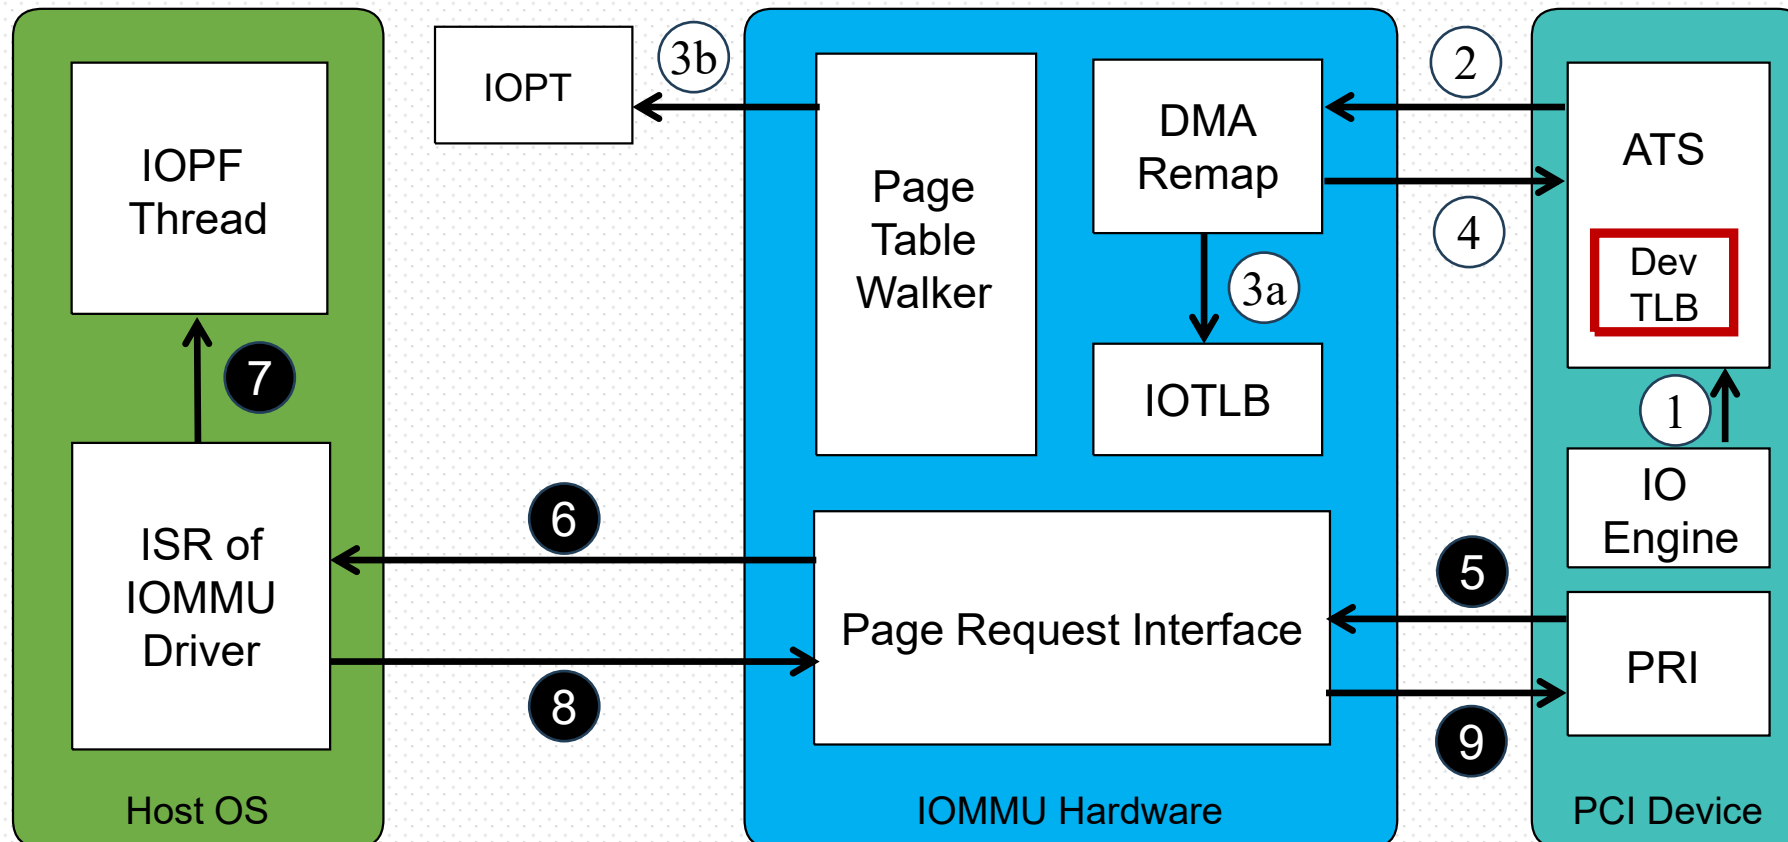 IOPF
Thread
7
ISR of
IOMMU
Driver
Host OS
IOPT
3b
6
8
Page
Table
Walker
DMA
Remap
3a
IOTLB
Page Request Interface
IOMMU Hardware
2
4
5
9
ATS
Dev
TLB
1
IO
Engine
PRI
PCI Device